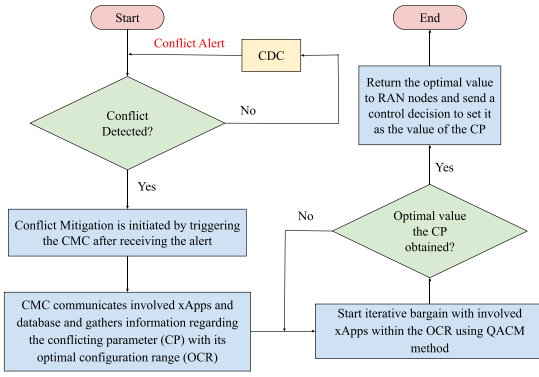 Start
Conflict Alert
CDC
Conflict
Detected?
No
Yes
Conflict Mitigation is initiated by triggering
the CMC after receiving the alert
CMC communicates involved xApps and
database and gathers information regarding
the conflicting parameter (CP) with its
optimal configuration range (OCR)
Start iterative bargain with involved
xApps within the OCR using QACM
method
Optimal value
the CP
obtained?
No
Yes
Return the optimal value
to RAN nodes and send a
control decision to set it
as the value of the CP
End